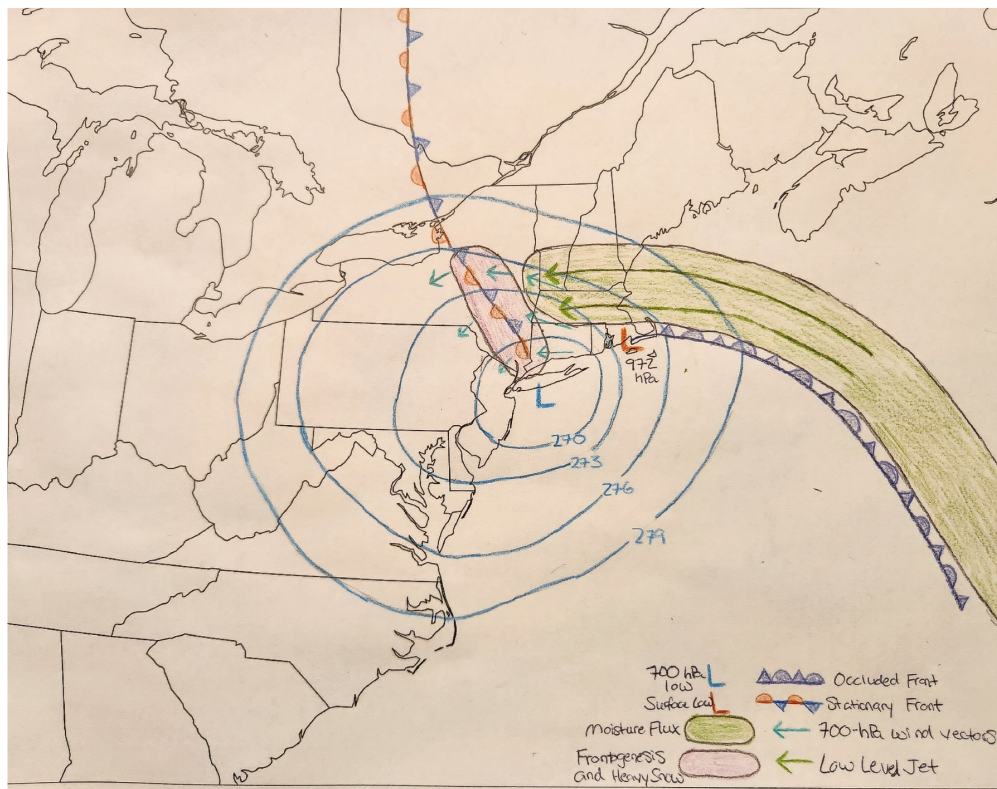 L
972
hPa
L
270
273
276
279
700 hPa
low
L
Surface Low
L
Moisture Flux
Frontgenesis
and Heavy Snow
Occluded Front
Stationary Front
700-hPa wind vectors
Low Level Jet